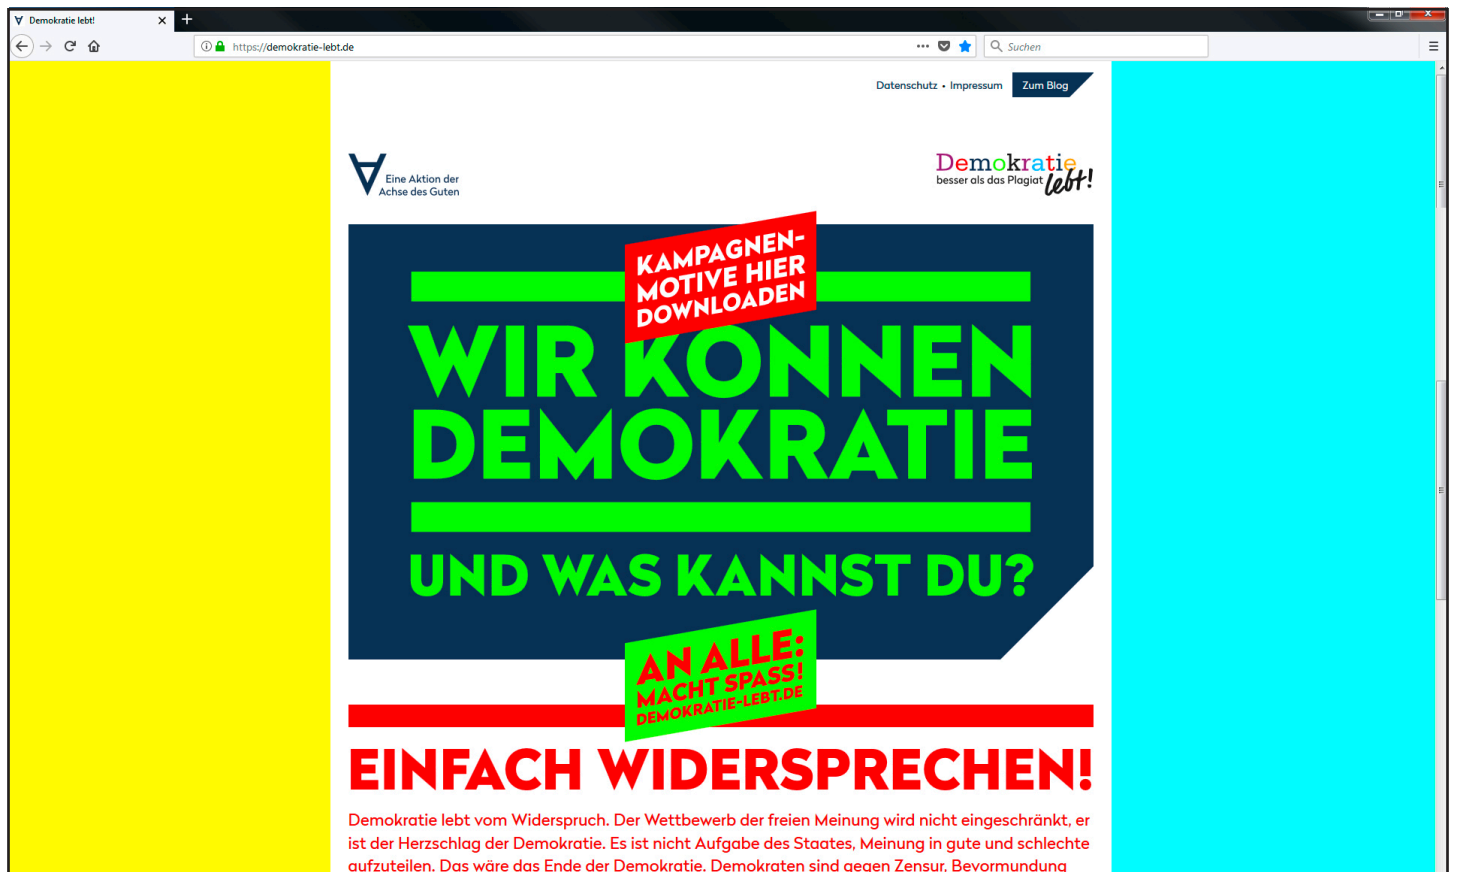 Demokratie lebt!
https://demokratie-lebt.de
Suchen
Datenschutz • Impressum
Zum Blog
Eine Aktion der
Achse des Guten
Demokratie
besser als das Plagiat lebt!
KAMPAGNEN-
MOTIVE HIER
DOWNLOADEN
WIR KONNEN
DEMOKRATIE
UND WAS KANNST DU?
AN ALLE:
MACHT SPASS!
DEMOKRATIE-LEBT.DE
EINFACH WIDERSPRECHEN!
Demokratie lebt vom Widerspruch. Der Wettbewerb der freien Meinung wird nicht eingeschränkt, er
ist der Herzschlag der Demokratie. Es ist nicht Aufgabe des Staates, Meinung in gute und schlechte
aufzuteilen. Das wäre das Ende der Demokratie. Demokraten sind gegen Zensur, Bevormundung